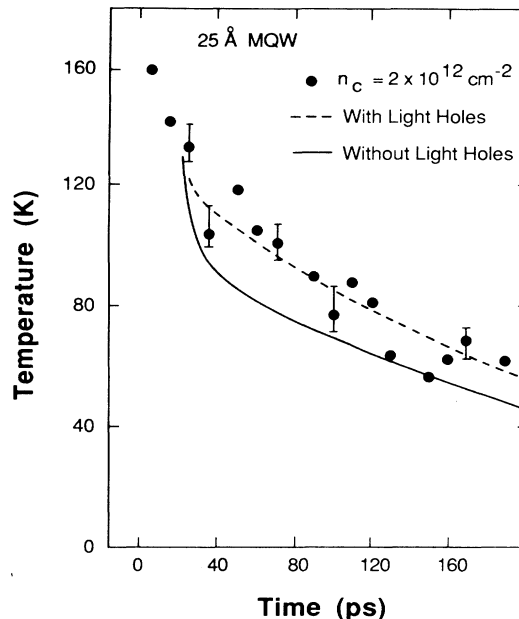 25 Å MQW
n_c = 2 x 10^12 cm^-2
With Light Holes
Without Light Holes
160
120
80
40
0
Temperature (K)
0 40 80 120 160
Time (ps)